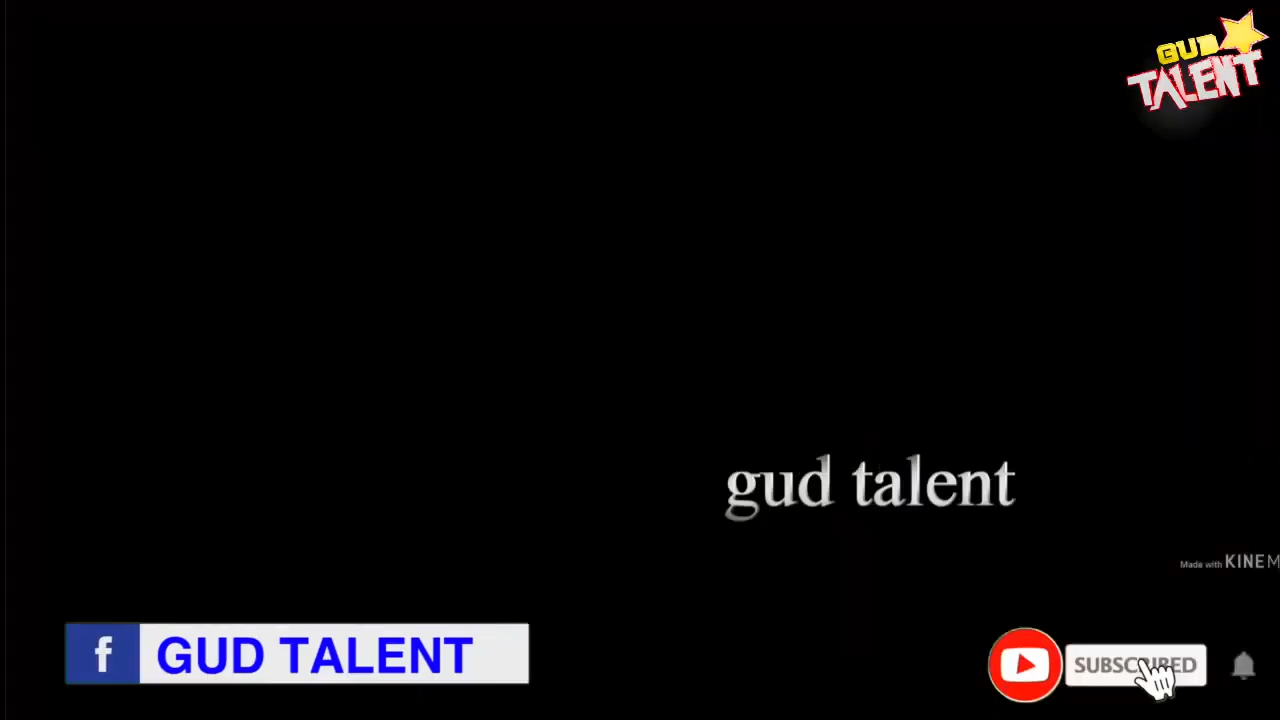 GUD
TALENT
gud talent
Made with KINEM
f GUD TALENT
SUBSCRIBED